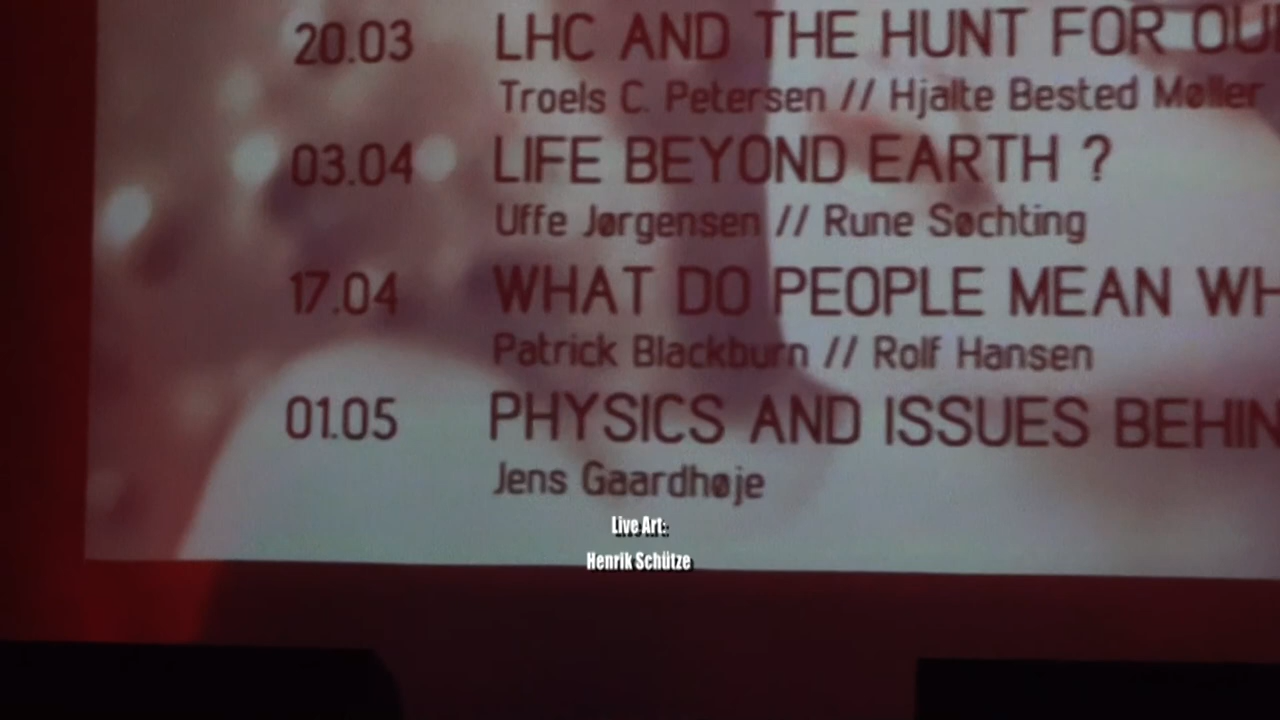 20.03 LHC AND THE HUNT FOR
Troels C. Petersen // Hjalte Bested Møller
03.04 LIFE BEYOND EARTH ?
Uffe Jørgensen // Rune Søchting
17.04 WHAT DO PEOPLE MEAN
Patrick Blackburn // Rolf Hansen
01.05 PHYSICS AND ISSUES
Jens Gaardhøje
Live Art:
Henrik Schütze